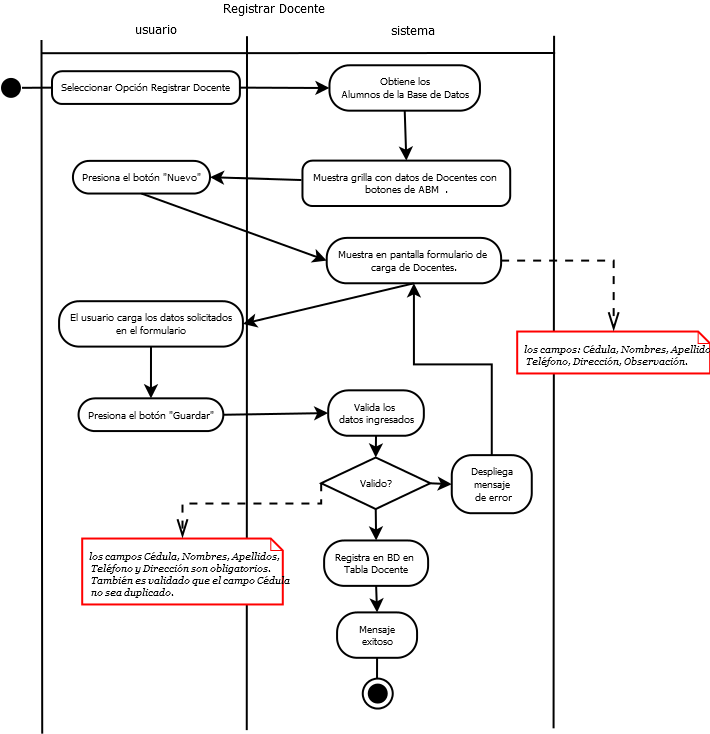 Registrar Docente
usuario
sistema
Seleccionar Opción Registrar Docente
Obtiene los
Alumnos de la Base de Datos
Presiona el botón "Nuevo"
Muestra grilla con datos de Docentes con
botones de ABM .
Muestra en pantalla formulario de
carga de Docentes.
El usuario carga los datos solicitados
en el formulario
los campos: Cédula, Nombres, Apellido
Teléfono, Dirección, Observación.
Presiona el botón "Guardar"
Valida los
datos ingresados
Valido?
Despliega
mensaje
de error
los campos Cédula, Nombres, Apellidos,
Teléfono y Dirección son obligatorios.
También es validado que el campo Cédula
no sea duplicado.
Registra en BD en
Tabla Docente
Mensaje
exitoso